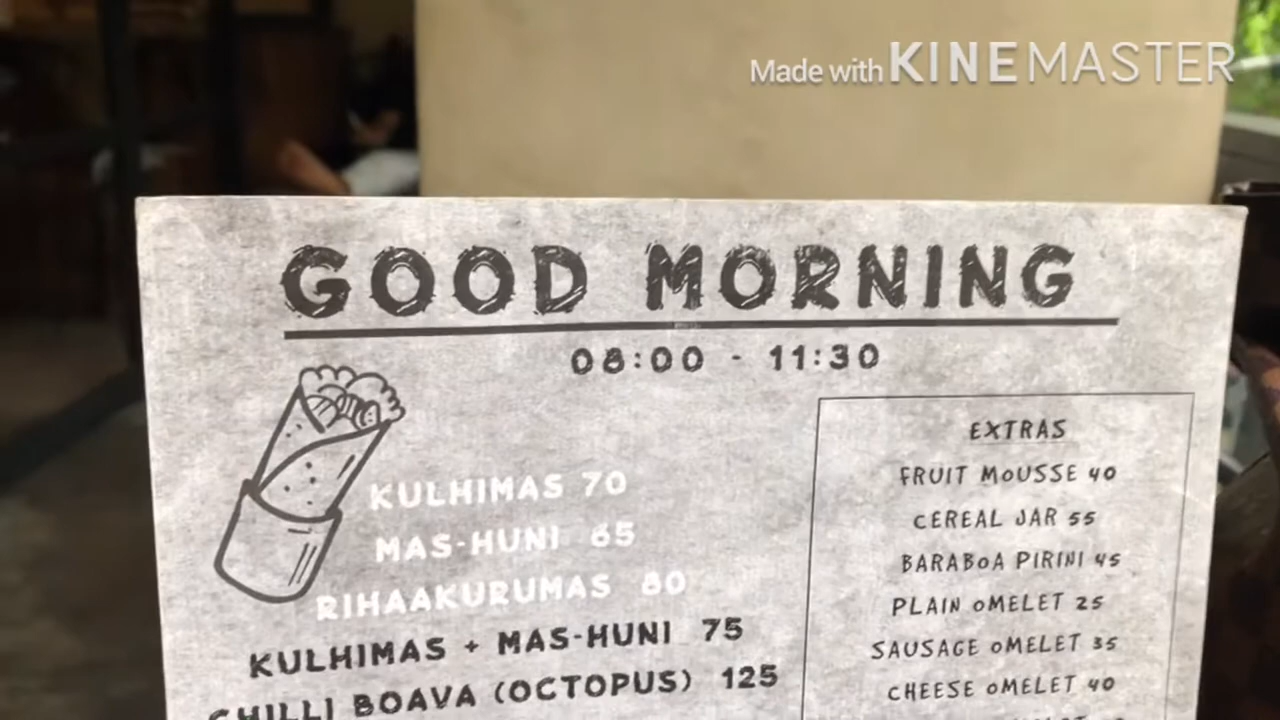 Made with KINEMASTER
GOOD MORNING
08:00 - 11:30
KULHIMAS 70
MAS-HUNI 65
RIHAAKURUMAS 80
KULHIMAS + MAS-HUNI 75
CHILLI BOAVA (OCTOPUS) 125
EXTRAS
FRUIT MOUSSE 40
CEREAL JAR 55
BARABOA PIRINI 45
PLAIN OMELET 25
SAUSAGE OMELET 35
CHEESE OMELET 40